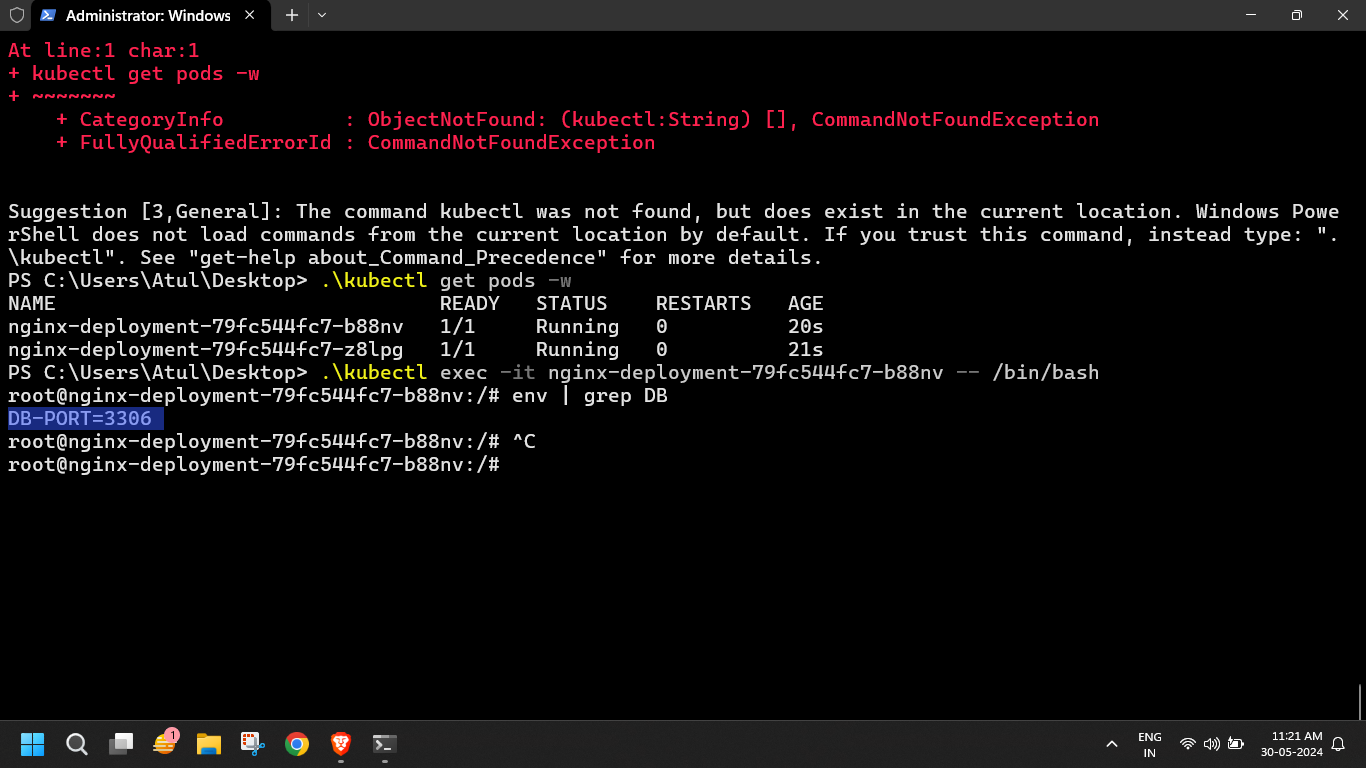 Administrator: Windows
At line:1 char:1
+ kubectl get pods -w
+ ~~~~~~~
    + CategoryInfo          : ObjectNotFound: (kubectl:String) [], CommandNotFoundException
    + FullyQualifiedErrorId : CommandNotFoundException
Suggestion [3,General]: The command kubectl was not found, but does exist in the current location. Windows Powe
rShell does not load commands from the current location by default. If you trust this command, instead type: ".
\kubectl". See "get-help about_Command_Precedence" for more details.
PS C:\Users\Atul\Desktop> .\kubectl get pods -w
NAME                                READY   STATUS    RESTARTS   AGE
nginx-deployment-79fc544fc7-b88nv   1/1     Running   0          20s
nginx-deployment-79fc544fc7-z8lpg   1/1     Running   0          21s
PS C:\Users\Atul\Desktop> .\kubectl exec -it nginx-deployment-79fc544fc7-b88nv -- /bin/bash
root@nginx-deployment-79fc544fc7-b88nv:/# env | grep DB
DB-PORT=3306
root@nginx-deployment-79fc544fc7-b88nv:/# ^C
root@nginx-deployment-79fc544fc7-b88nv:/#
1
ENG
IN
11:21 AM
30-05-2024